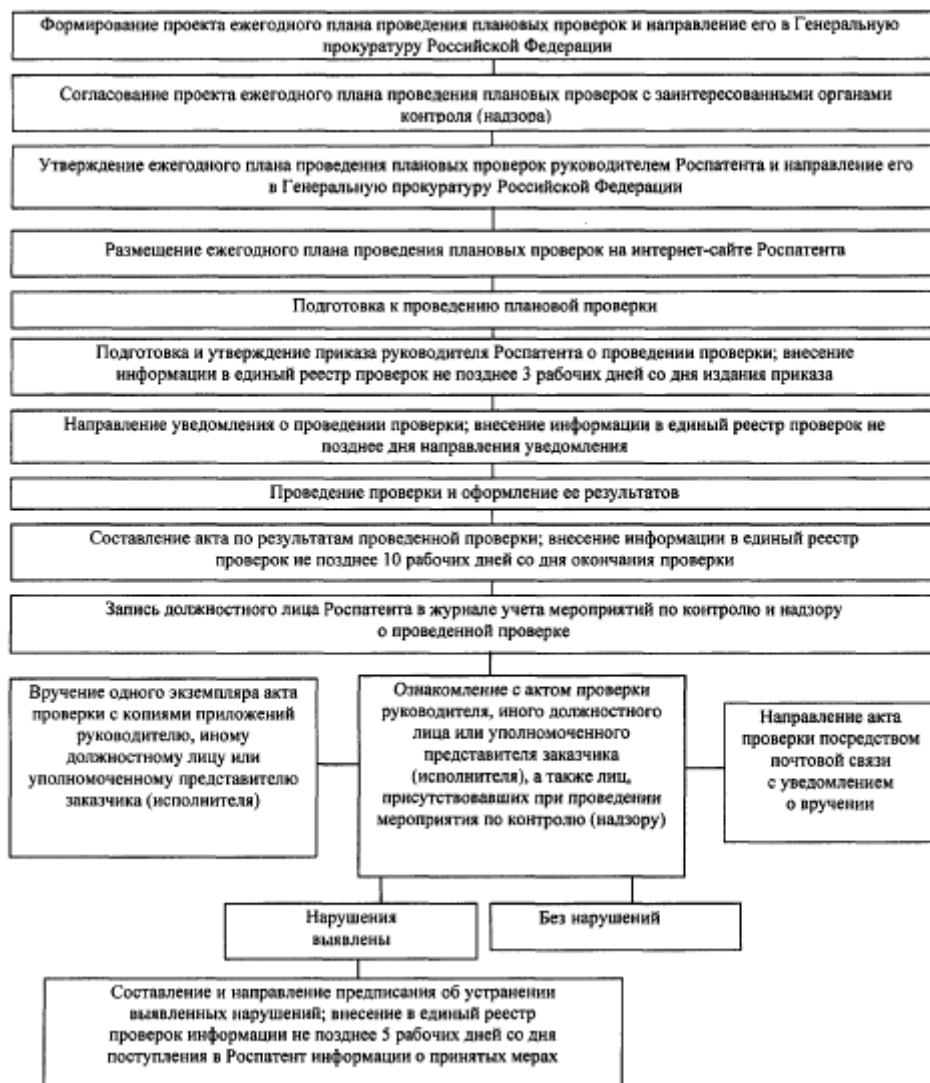 Формирование проекта ежегодного плана проведения плановых проверок и направление его в Генеральную
прокуратуру Российской Федерации
Согласование проекта ежегодного плана проведения плановых проверок с заинтересованными органами
контроля (надзора)
Утверждение ежегодного плана проведения плановых проверок руководителем Роспатента и направление его
в Генеральную прокуратуру Российской Федерации
Размещение ежегодного плана проведения плановых проверок на интернет-сайте Роспатента
Подготовка к проведению плановой проверки
Подготовка и утверждение приказа руководителя Роспатента о проведении проверки; внесение
информации в единый реестр проверок не позднее 3 рабочих дней со дня издания приказа
Направление уведомления о проведении проверки; внесение информации в единый реестр проверок не
позднее дня направления уведомления
Проведение проверки и оформление ее результатов
Составление акта по результатам проведенной проверки; внесение информации в единый реестр
проверок не позднее 10 рабочих дней со дня окончания проверки
Запись должностного лица Роспатента в журнале учета мероприятий по контролю и надзору
о проведенной проверке
Вручение одного экземпляра акта
проверки с копиями приложений
руководителю, иному
должностному лицу или
уполномоченному представителю
заказчика (исполнителя)
Ознакомление с актом проверки
руководителя, иного должностного
лица или уполномоченного
представителя заказчика
(исполнителя), а также лиц,
присутствовавших при проведении
мероприятия по контролю (надзору)
Направление акта
проверки посредством
почтовой связи
с уведомлением
о вручении
Нарушения
выявлены
Без нарушений
Составление и направление предписания об устранении
выявленных нарушений; внесение в единый реестр
проверок информации не позднее 5 рабочих дней со дня
поступления в Роспатент информации о принятых мерах